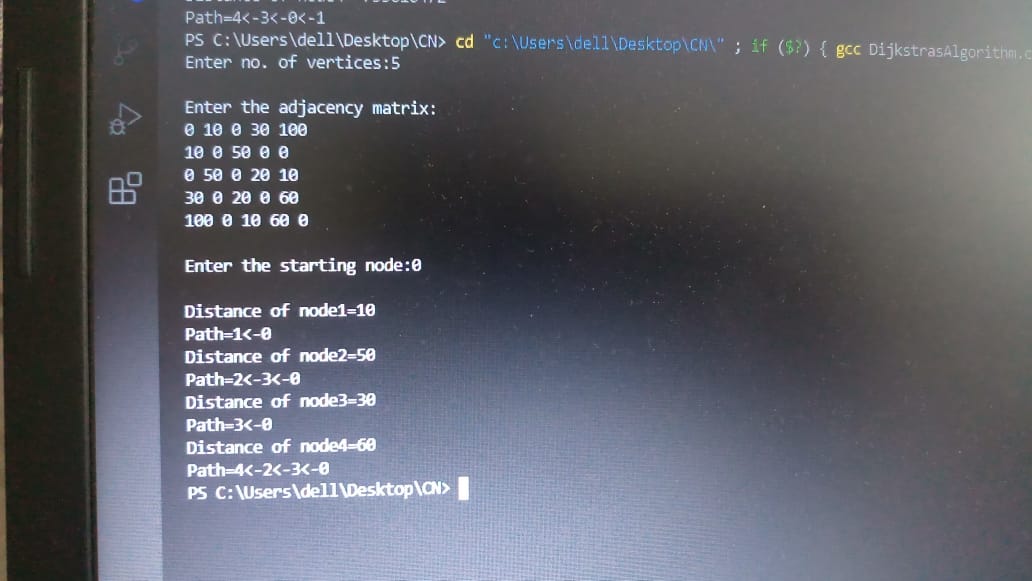 Path=4<-3<-0<-1
PS C:\Users\dell\Desktop\CN> cd "c:\Users\dell\Desktop\CN\" ; if ($?) { gcc DijkstrasAlgorithm.c
Enter no. of vertices:5
Enter the adjacency matrix:
0 10 0 30 100
10 0 50 0 0
0 50 0 20 10
30 0 20 0 60
100 0 10 60 0
Enter the starting node:0
Distance of node1=10
Path=1<-0
Distance of node2=50
Path=2<-3<-0
Distance of node3=30
Path=3<-0
Distance of node4=60
Path=4<-2<-3<-0
PS C:\Users\dell\Desktop\CN>